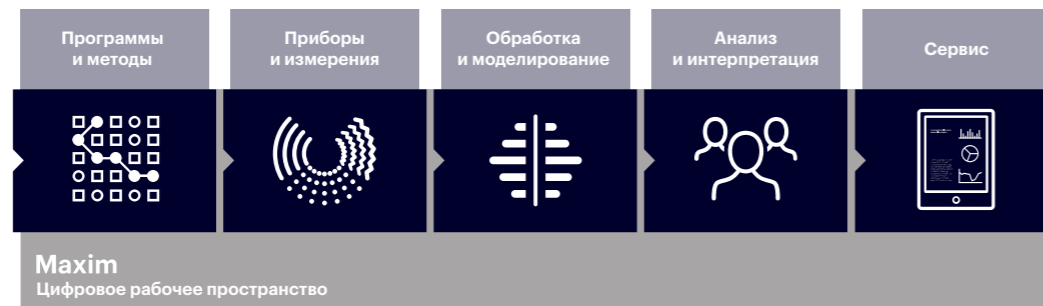 Программы
и методы
Приборы
и измерения
Обработка
и моделирование
Анализ
и интерпретация
Сервис
Maxim
Цифровое рабочее пространство